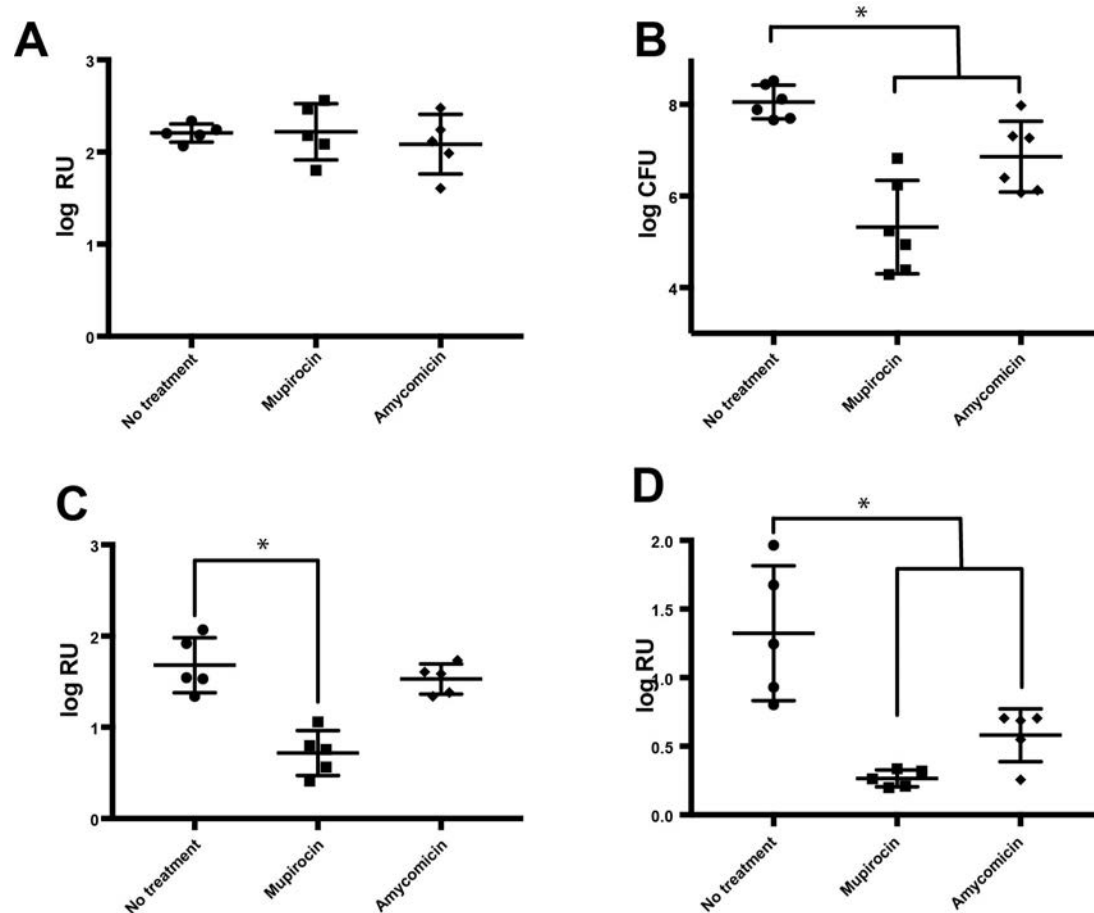 A
3
2
1
0
log RU
No treatment
Mupirocin
Amycomicin
B
*
8
6
4
log CFU
No treatment
Mupirocin
Amycomicin
C
3
2
1
0
log RU
*
No treatment
Mupirocin
Amycomicin
D
*
2.0
1.5
1.0
0.5
0.0
log RU
No treatment
Mupirocin
Amycomicin